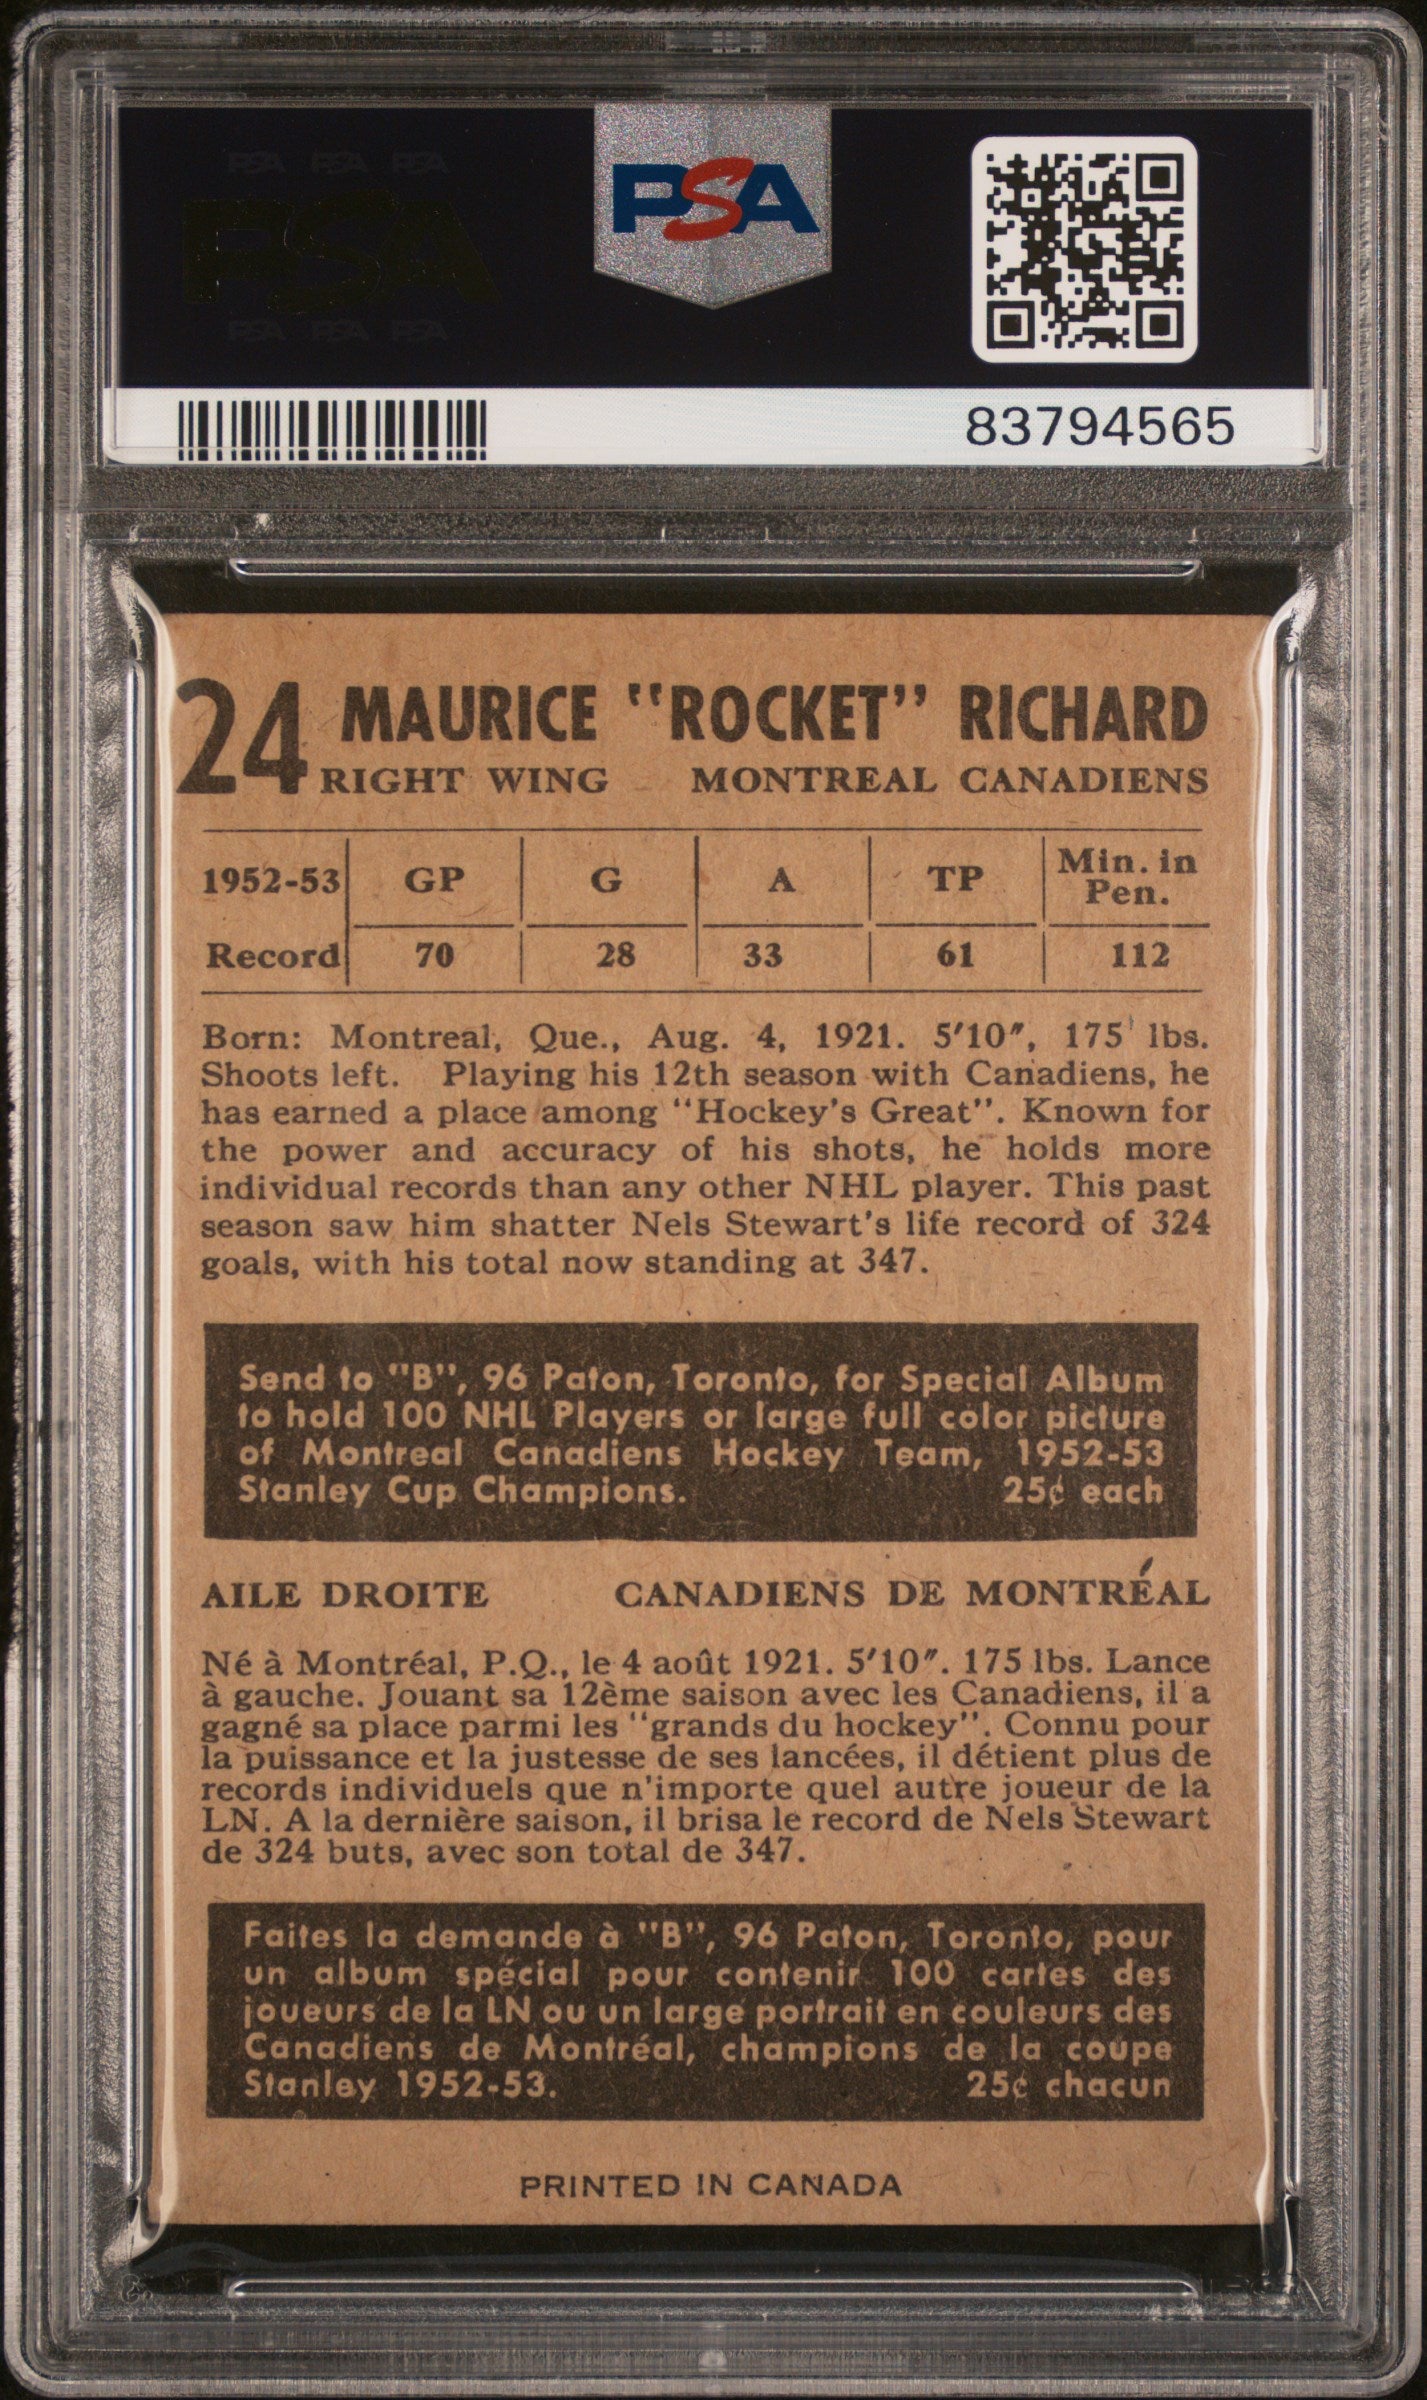 PSA PSA PSA
PSA
PSA
PSA PSA PSA
83794565
24 MAURICE "ROCKET" RICHARD
RIGHT WING MONTREAL CANADIENS
1952-53 GP G A TP Min. in Pen.
Record 70 28 33 61 112
Born: Montreal, Que., Aug. 4, 1921. 5'10", 175 lbs.
Shoots left. Playing his 12th season with Canadiens, he
has earned a place among "Hockey's Great". Known for
the power and accuracy of his shots, he holds more
individual records than any other NHL player. This past
season saw him shatter Nels Stewart's life record of 324
goals, with his total now standing at 347.
Send to "B", 96 Paton, Toronto, for Special Album
to hold 100 NHL Players or large full color picture
of Montreal Canadiens Hockey Team, 1952-53
Stanley Cup Champions. 25¢ each
AILE DROITE CANADIENS DE MONTRÉAL
Né à Montréal, P.Q., le 4 août 1921. 5'10". 175 lbs. Lance
à gauche. Jouant sa 12ème saison avec les Canadiens, il a
gagné sa place parmi les "grands du hockey". Connu pour
la puissance et la justesse de ses lancées, il détient plus de
records individuels que n'importe quel autre joueur de la
LN. A la dernière saison, il brisa le record de Nels Stewart
de 324 buts, avec son total de 347.
Faites la demande à "B", 96 Paton, Toronto, pour
un album spécial pour contenir 100 cartes des
joueurs de la LN ou un large portrait en couleurs des
Canadiens de Montréal, champions de la coupe
Stanley 1952-53. 25¢ chacun
PRINTED IN CANADA